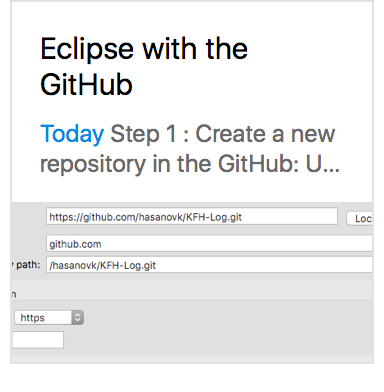 Eclipse with the
GitHub
Today Step 1 : Create a new
repository in the GitHub: U...
https://github.com/hasanovk/KFH-Log.git
Loc
github.com
path: /hasanovk/KFH-Log.git
n
https